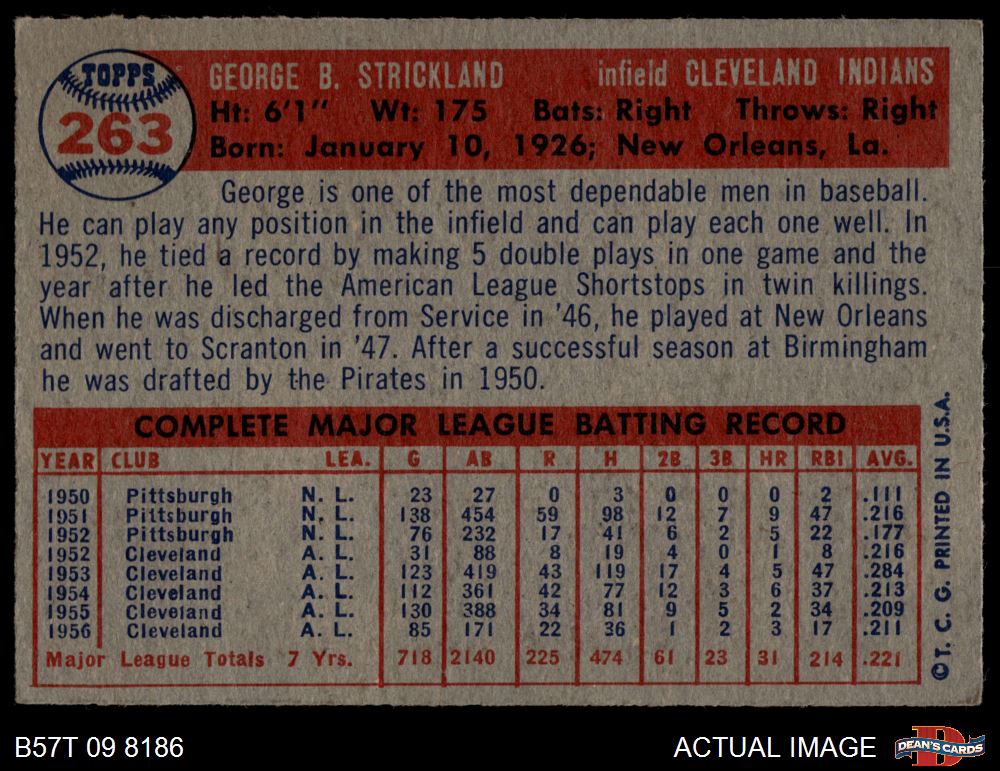 TOPPS
263
GEORGE B. STRICKLAND infield CLEVELAND INDIANS
Ht: 6'1" Wt: 175 Bats: Right Throws: Right
Born: January 10, 1926; New Orleans, La.
George is one of the most dependable men in baseball.
He can play any position in the infield and can play each one well. In
1952, he tied a record by making 5 double plays in one game and the
year after he led the American League Shortstops in twin killings.
When he was discharged from Service in '46, he played at New Orleans
and went to Scranton in '47. After a successful season at Birmingham
he was drafted by the Pirates in 1950.
COMPLETE MAJOR LEAGUE BATTING RECORD
YEAR CLUB LEA. G AB R H 2B 3B HR RBI AVG.
1950 Pittsburgh N. L. 23 27 0 3 0 0 0 2 .111
1951 Pittsburgh N. L. 138 454 59 98 12 7 9 47 .216
1952 Pittsburgh N. L. 76 232 17 41 6 2 5 22 .177
1952 Cleveland A. L. 31 88 8 19 4 0 1 8 .216
1953 Cleveland A. L. 123 419 43 119 17 4 5 47 .284
1954 Cleveland A. L. 112 361 42 77 12 3 6 37 .213
1955 Cleveland A. L. 130 388 34 81 9 5 2 34 .209
1956 Cleveland A. L. 85 171 22 36 1 2 3 17 .211
Major League Totals 7 Yrs. 718 2140 225 474 61 23 31 214 .221
©T. C. G. PRINTED IN U.S.A.
B57T 09 8186 ACTUAL IMAGE
DEAN'S CARDS